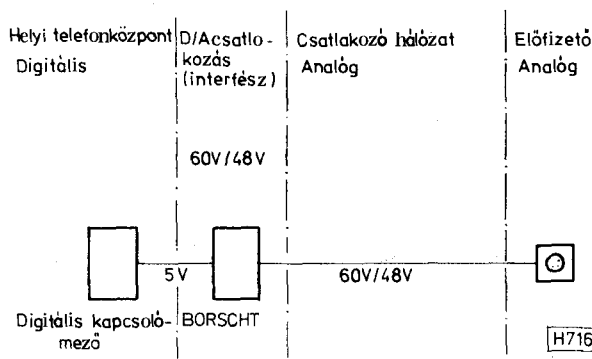 Helyi telefonközpont
Digitális
D/Acsatlo-
kozás
(interfész)
Csatlakozó hálózat
Analóg
Előfizető
Analóg
60V/48V
5V
60V/48V
Digitális kapcsoló-
mező
BORSCHT
H716